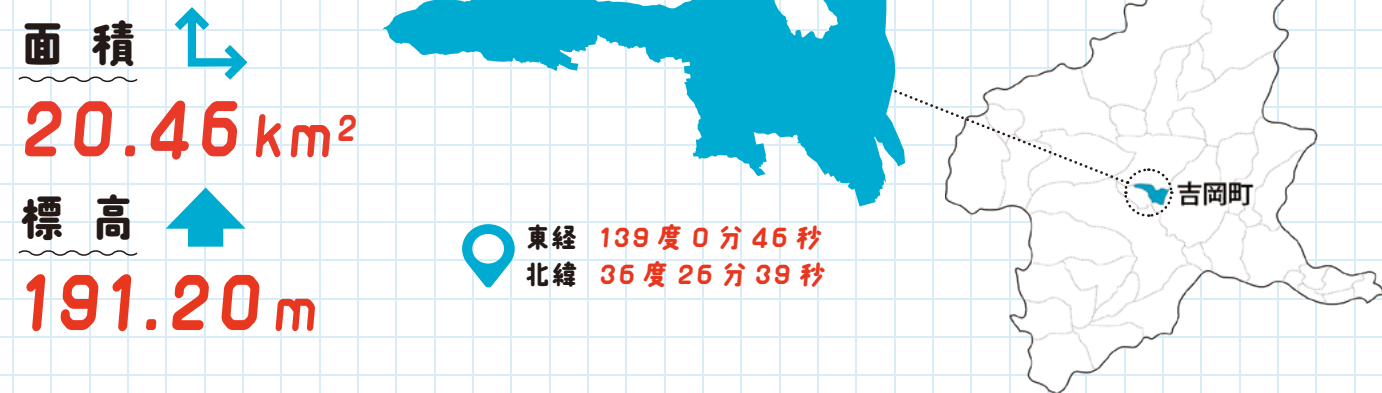 面積
20.46km²
標高
191.20m
東経 139度0分46秒
北緯 36度26分39秒
吉岡町